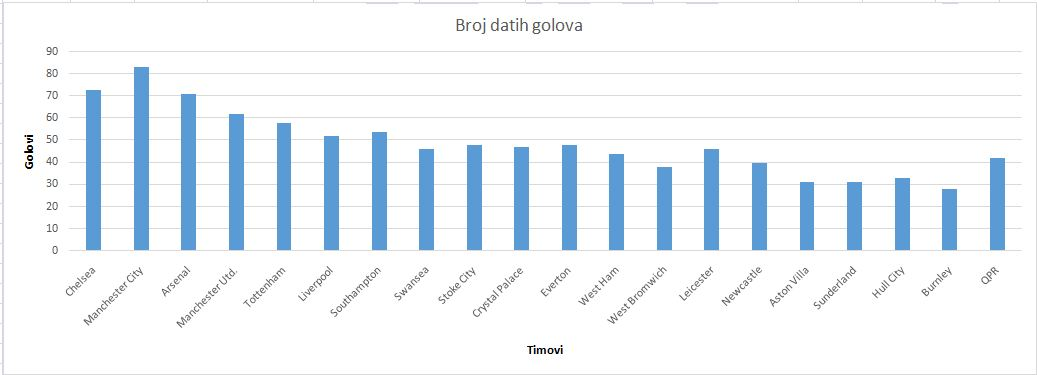 Broj datih golova
90
80
70
60
50
40
30
20
10
0
Golovi
Chelsea
Manchester City
Arsenal
Manchester Utd.
Tottenham
Liverpool
Southampton
Swansea
Stoke City
Crystal Palace
Everton
West Ham
West Bromwich
Leicester
Newcastle
Aston Villa
Sunderland
Hull City
Burnley
QPR
Timovi